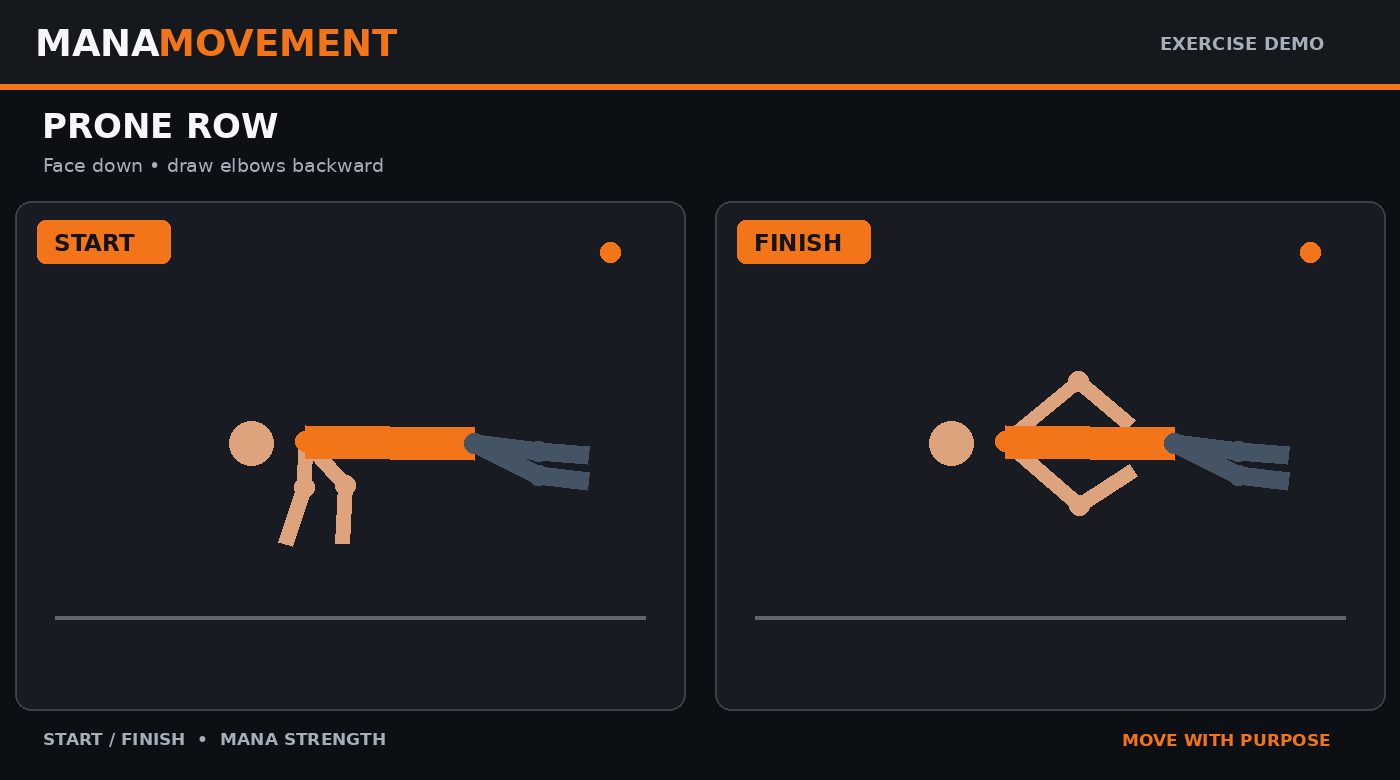 MANAMOVEMENT
EXERCISE DEMO
PRONE ROW
Face down • draw elbows backward
START
FINISH
START / FINISH • MANA STRENGTH
MOVE WITH PURPOSE